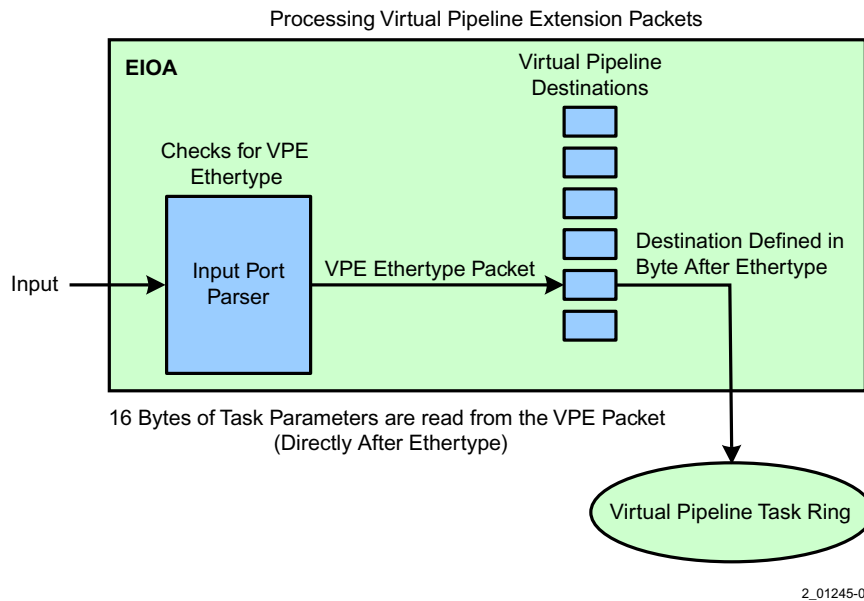 Processing Virtual Pipeline Extension Packets
EIOA
Virtual Pipeline
Destinations
Checks for VPE
Ethertype
Input
Input Port
Parser
VPE Ethertype Packet
Destination Defined in
Byte After Ethertype
16 Bytes of Task Parameters are read from the VPE Packet
(Directly After Ethertype)
Virtual Pipeline Task Ring
2_01245-0